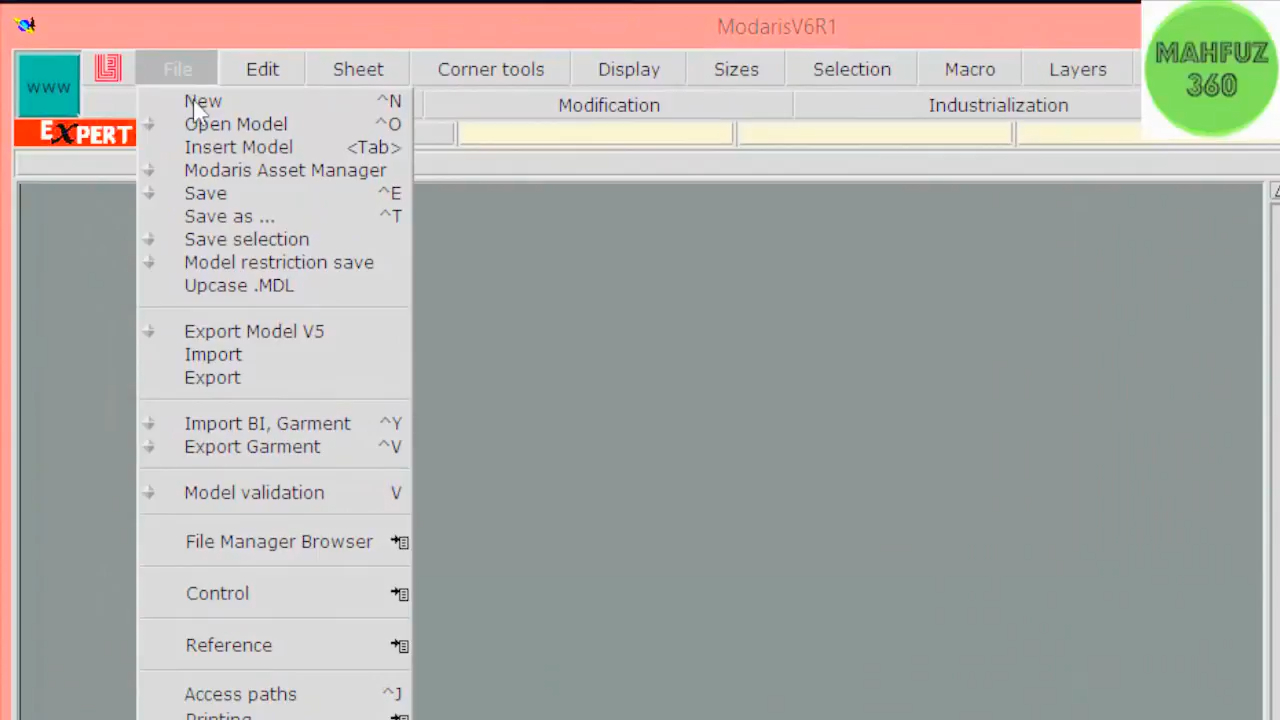 ModarisV6R1
MAHFUZ
360
www
File Edit Sheet Corner tools Display Sizes Selection Macro Layers
Modification Industrialization
EXPERT
New ^N
Open Model ^O
Insert Model <Tab>
Modaris Asset Manager
Save ^E
Save as ... ^T
Save selection
Model restriction save
Upcase .MDL
Export Model V5
Import
Export
Import BI, Garment ^Y
Export Garment ^V
Model validation V
File Manager Browser
Control
Reference
Access paths ^J
Printing